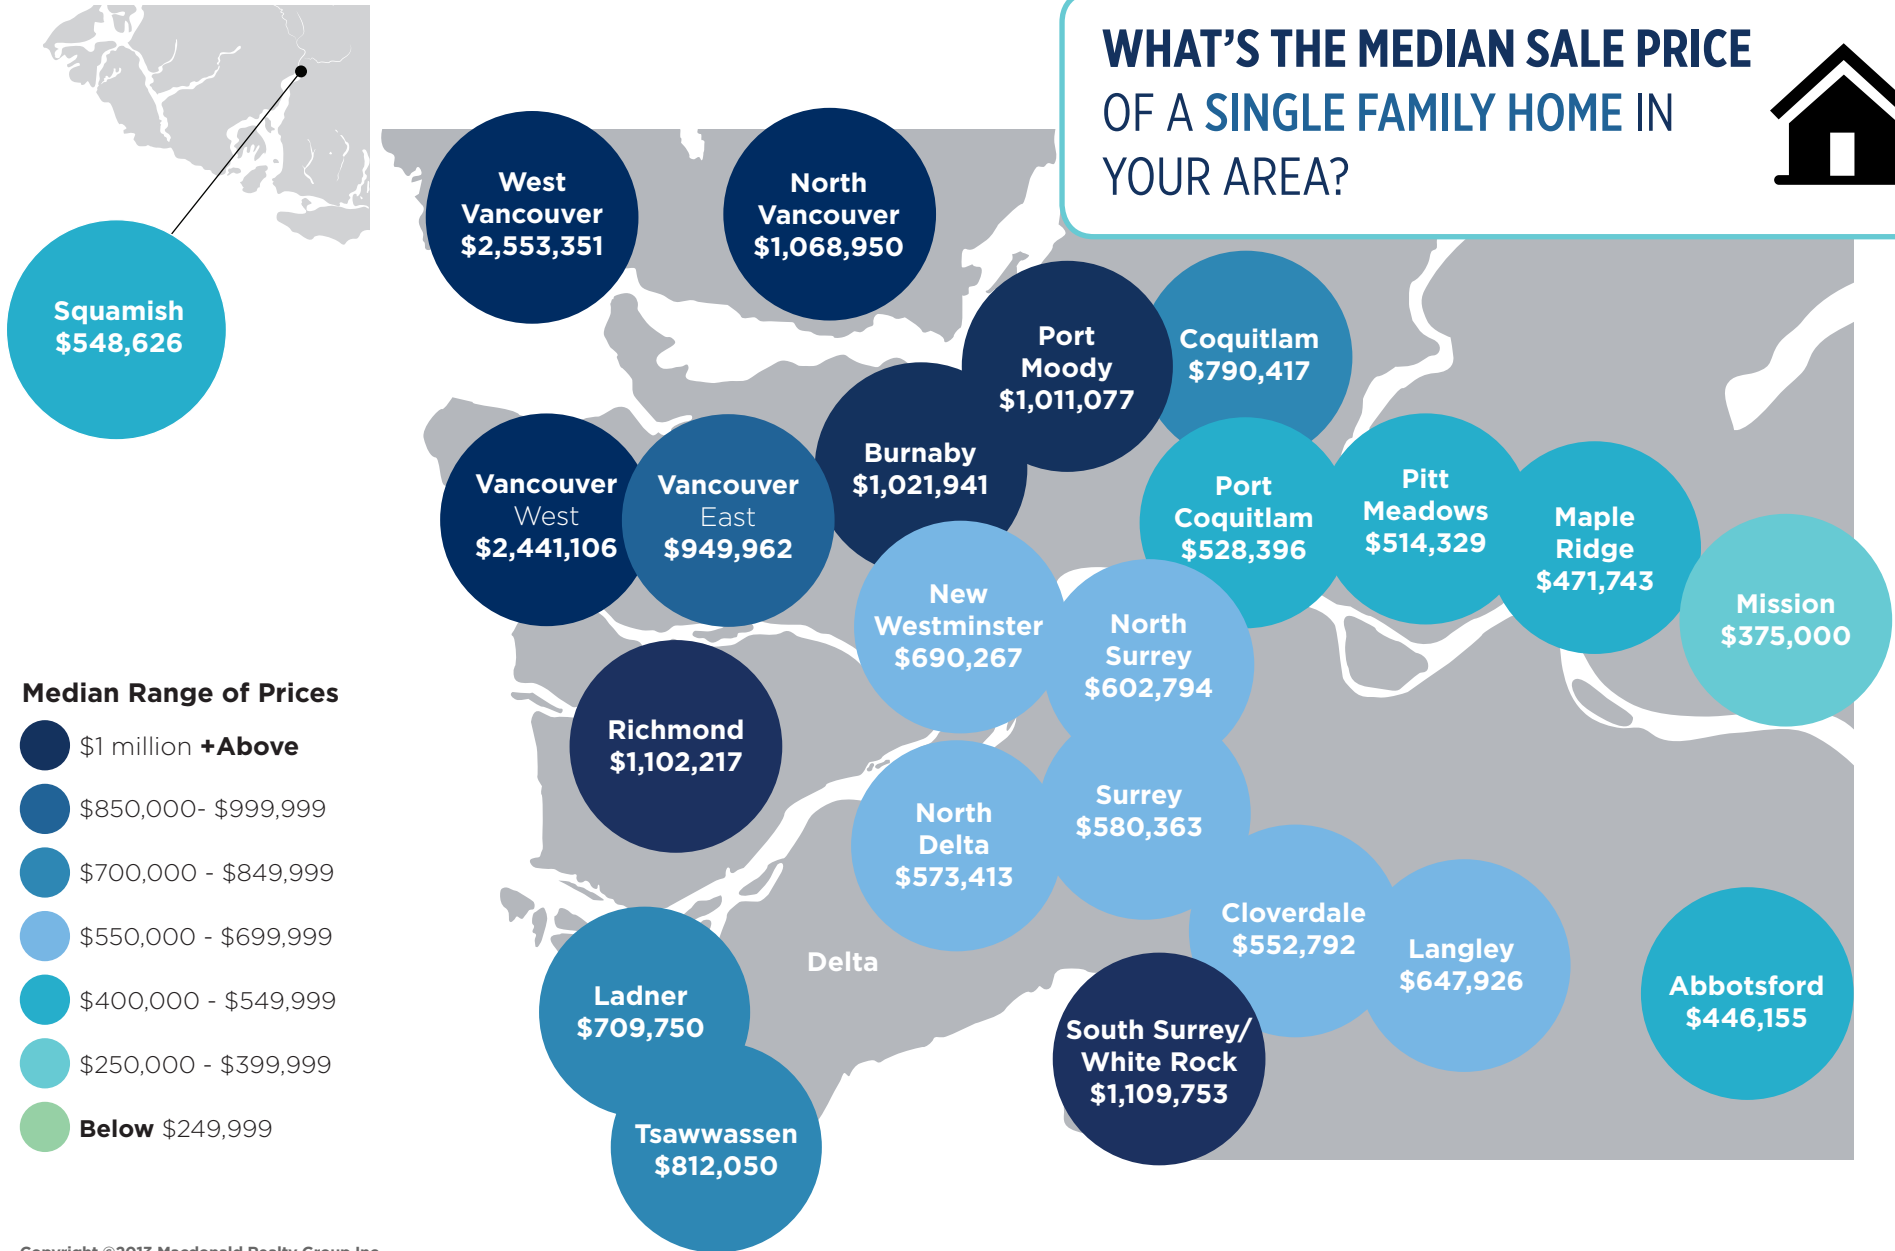 WHAT'S THE MEDIAN SALE PRICE
OF A SINGLE FAMILY HOME IN
YOUR AREA?
West
Vancouver
$2,553,351
North
Vancouver
$1,068,950
Squamish
$548,626
Port
Moody
$1,011,077
Coquitlam
$790,417
Burnaby
$1,021,941
Vancouver
West
$2,441,106
Vancouver
East
$949,962
Port
Coquitlam
$528,396
Pitt
Meadows
$514,329
Maple
Ridge
$471,743
Mission
$375,000
New
Westminster
$690,267
North
Surrey
$602,794
Richmond
$1,102,217
North
Delta
$573,413
Surrey
$580,363
Cloverdale
$552,792
Langley
$647,926
Abbotsford
$446,155
Delta
Ladner
$709,750
South Surrey/
White Rock
$1,109,753
Tsawwassen
$812,050
Median Range of Prices
$1 million +Above
$850,000- $999,999
$700,000 - $849,999
$550,000 - $699,999
$400,000 - $549,999
$250,000 - $399,999
Below $249,999
Copyright ©2013 Macdonald Realty Group Inc.